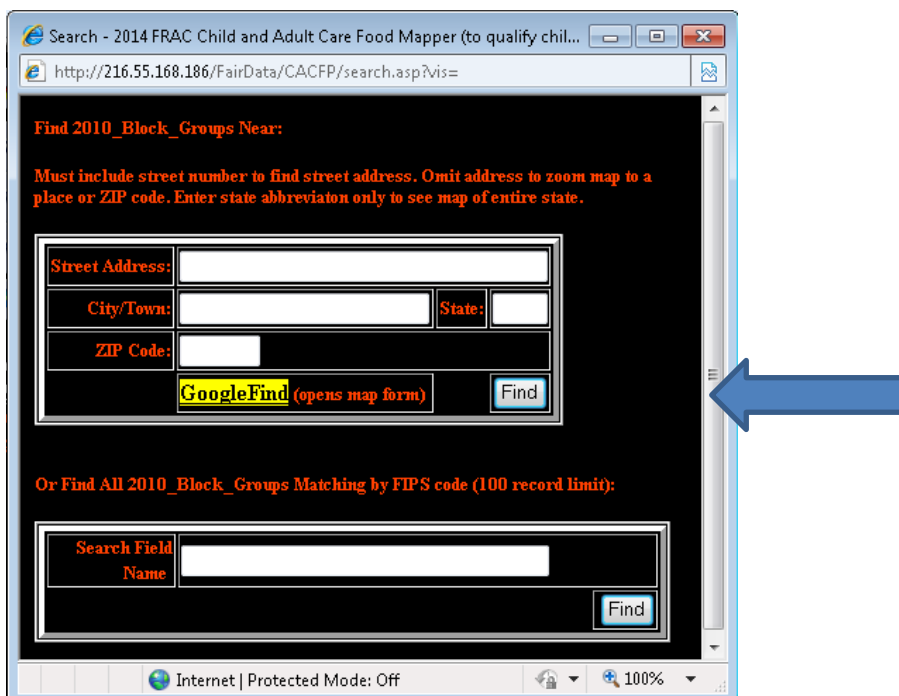 Search - 2014 FRAC Child and Adult Care Food Mapper (to qualify chil...
http://216.55.168.186/FairData/CACFP/search.asp?vis=
Find 2010_Block_Groups Near:
Must include street number to find street address. Omit address to zoom map to a
place or ZIP code. Enter state abbreviaton only to see map of entire state.
Street Address:
City/Town: State:
ZIP Code:
GoogleFind (opens map form) Find
Or Find All 2010_Block_Groups Matching by FIPS code (100 record limit):
Search Field
Name
Find
Internet | Protected Mode: Off 100%